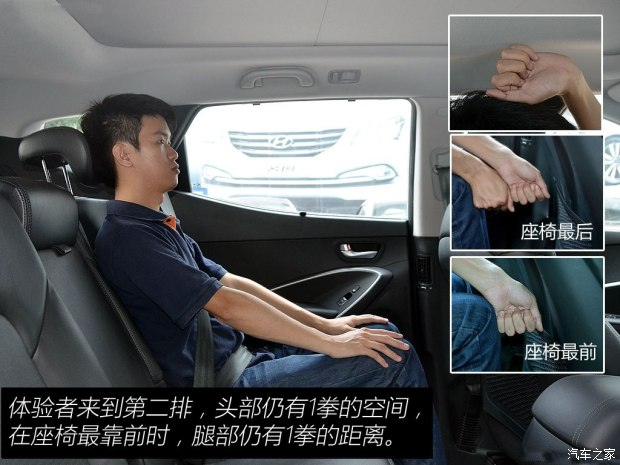 座椅最后
座椅最前
体验者来到第二排，头部仍有1拳的空间，
在座椅最靠前时，腿部仍有1拳的距离。
汽车之家